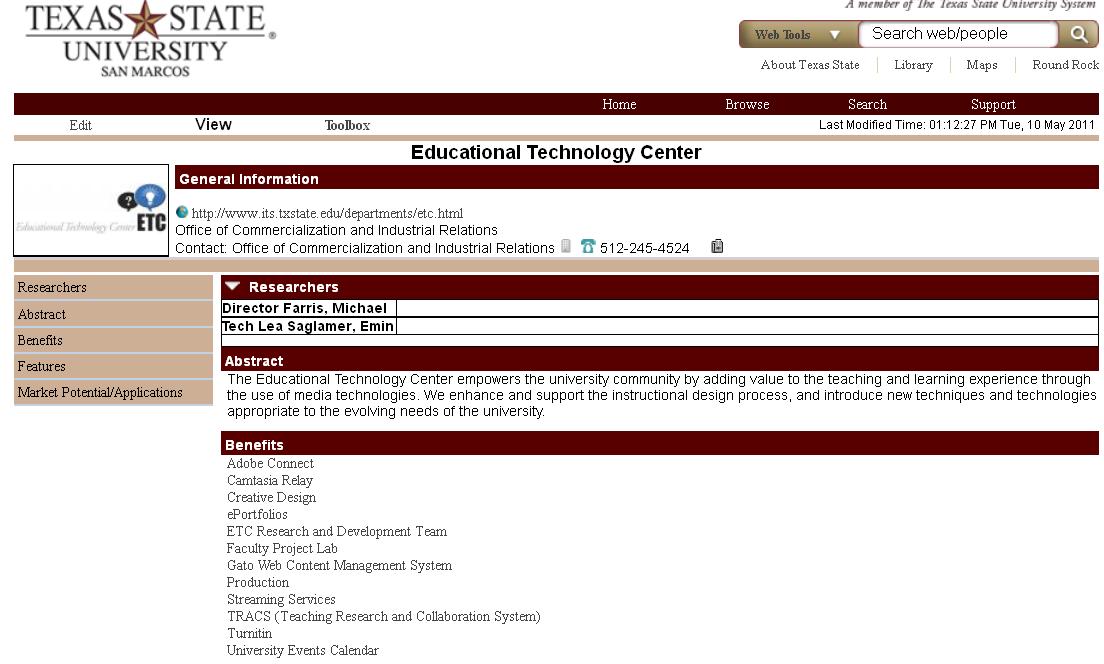 A member of The Texas State University System
TEXAS STATE
UNIVERSITY
SAN MARCOS
®
Web Tools
Search web/people
About Texas State
Library
Maps
Round Rock
Home
Browse
Search
Support
Edit
View
Toolbox
Last Modified Time: 01:12:27 PM Tue, 10 May 2011
Educational Technology Center
General Information
?
Educational Technology Center ETC
http://www.its.txstate.edu/departments/etc.html
Office of Commercialization and Industrial Relations
Contact: Office of Commercialization and Industrial Relations 512-245-4524
Researchers
Abstract
Benefits
Features
Market Potential/Applications
Researchers
Director Farris, Michael
Tech Lea Saglamer, Emin
Abstract
The Educational Technology Center empowers the university community by adding value to the teaching and learning experience through
the use of media technologies. We enhance and support the instructional design process, and introduce new techniques and technologies
appropriate to the evolving needs of the university.
Benefits
Adobe Connect
Camtasia Relay
Creative Design
ePortfolios
ETC Research and Development Team
Faculty Project Lab
Gato Web Content Management System
Production
Streaming Services
TRACS (Teaching Research and Collaboration System)
Turnitin
University Events Calendar